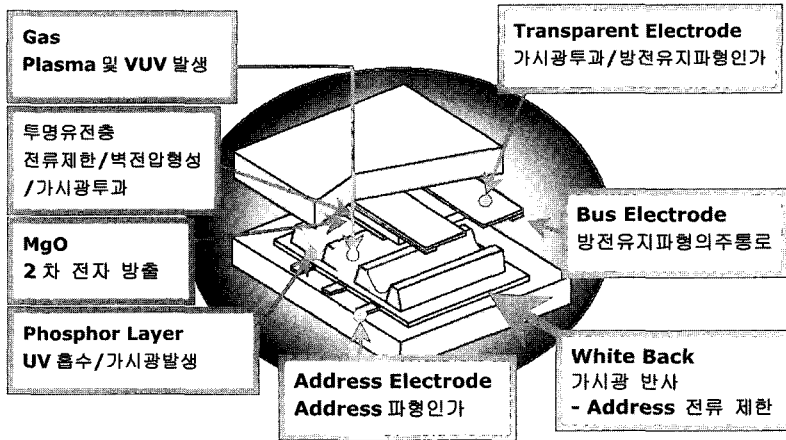 Gas
Plasma 및 VUV 발생
투명유전층
전류제한/벽전압형성
/가시광투과
MgO
2 차 전자 방출
Phosphor Layer
UV 흡수/가시광발생
Address Electrode
Address 파형인가
Transparent Electrode
가시광투과/방전유지파형인가
Bus Electrode
방전유지파형의주통로
White Back
가시광 반사
- Address 전류 제한